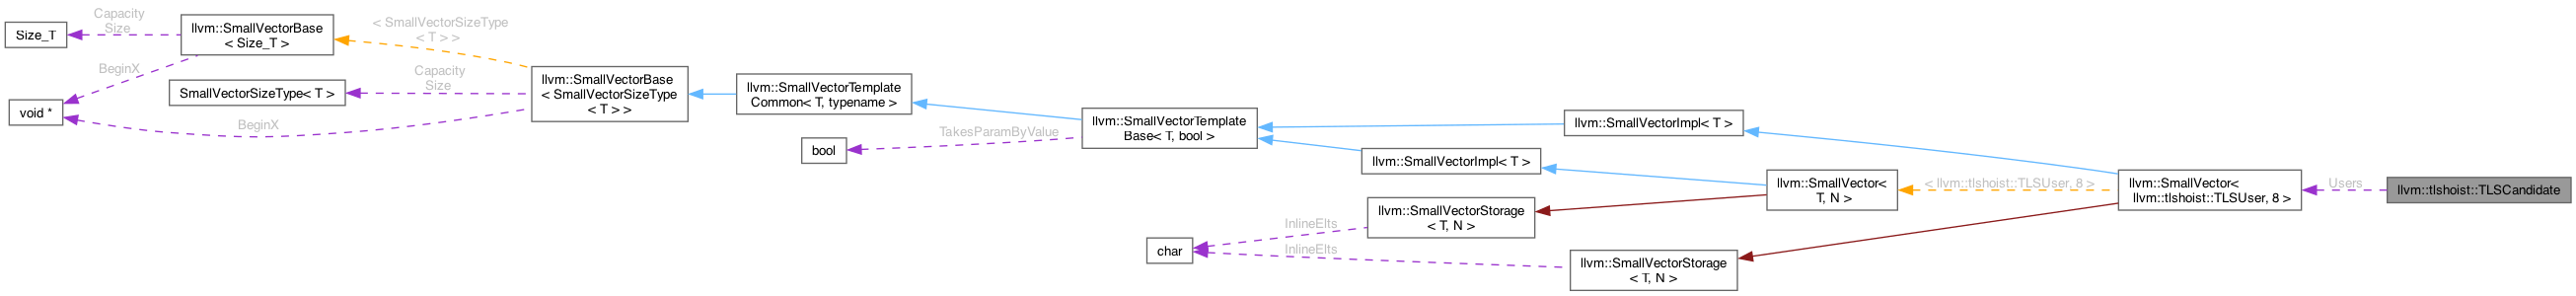 Size_T
Capacity
Size
llvm::SmallVectorBase
< Size_T >
BeginX
void *
SmallVectorSizeType< T >
< SmallVectorSizeType
< T > >
Capacity
Size
BeginX
llvm::SmallVectorBase
< SmallVectorSizeType
< T > >
llvm::SmallVectorTemplate
Common< T, typename >
bool
TakesParamByValue
llvm::SmallVectorTemplate
Base< T, bool >
llvm::SmallVectorImpl< T >
llvm::SmallVectorImpl< T >
char
InlineElts
InlineElts
llvm::SmallVectorStorage
< T, N >
llvm::SmallVectorStorage
< T, N >
llvm::SmallVector<
T, N >
< llvm::tlshoist::TLSUser, 8 >
llvm::SmallVector<
llvm::tlshoist::TLSUser, 8 >
Users
llvm::tlshoist::TLSCandidate